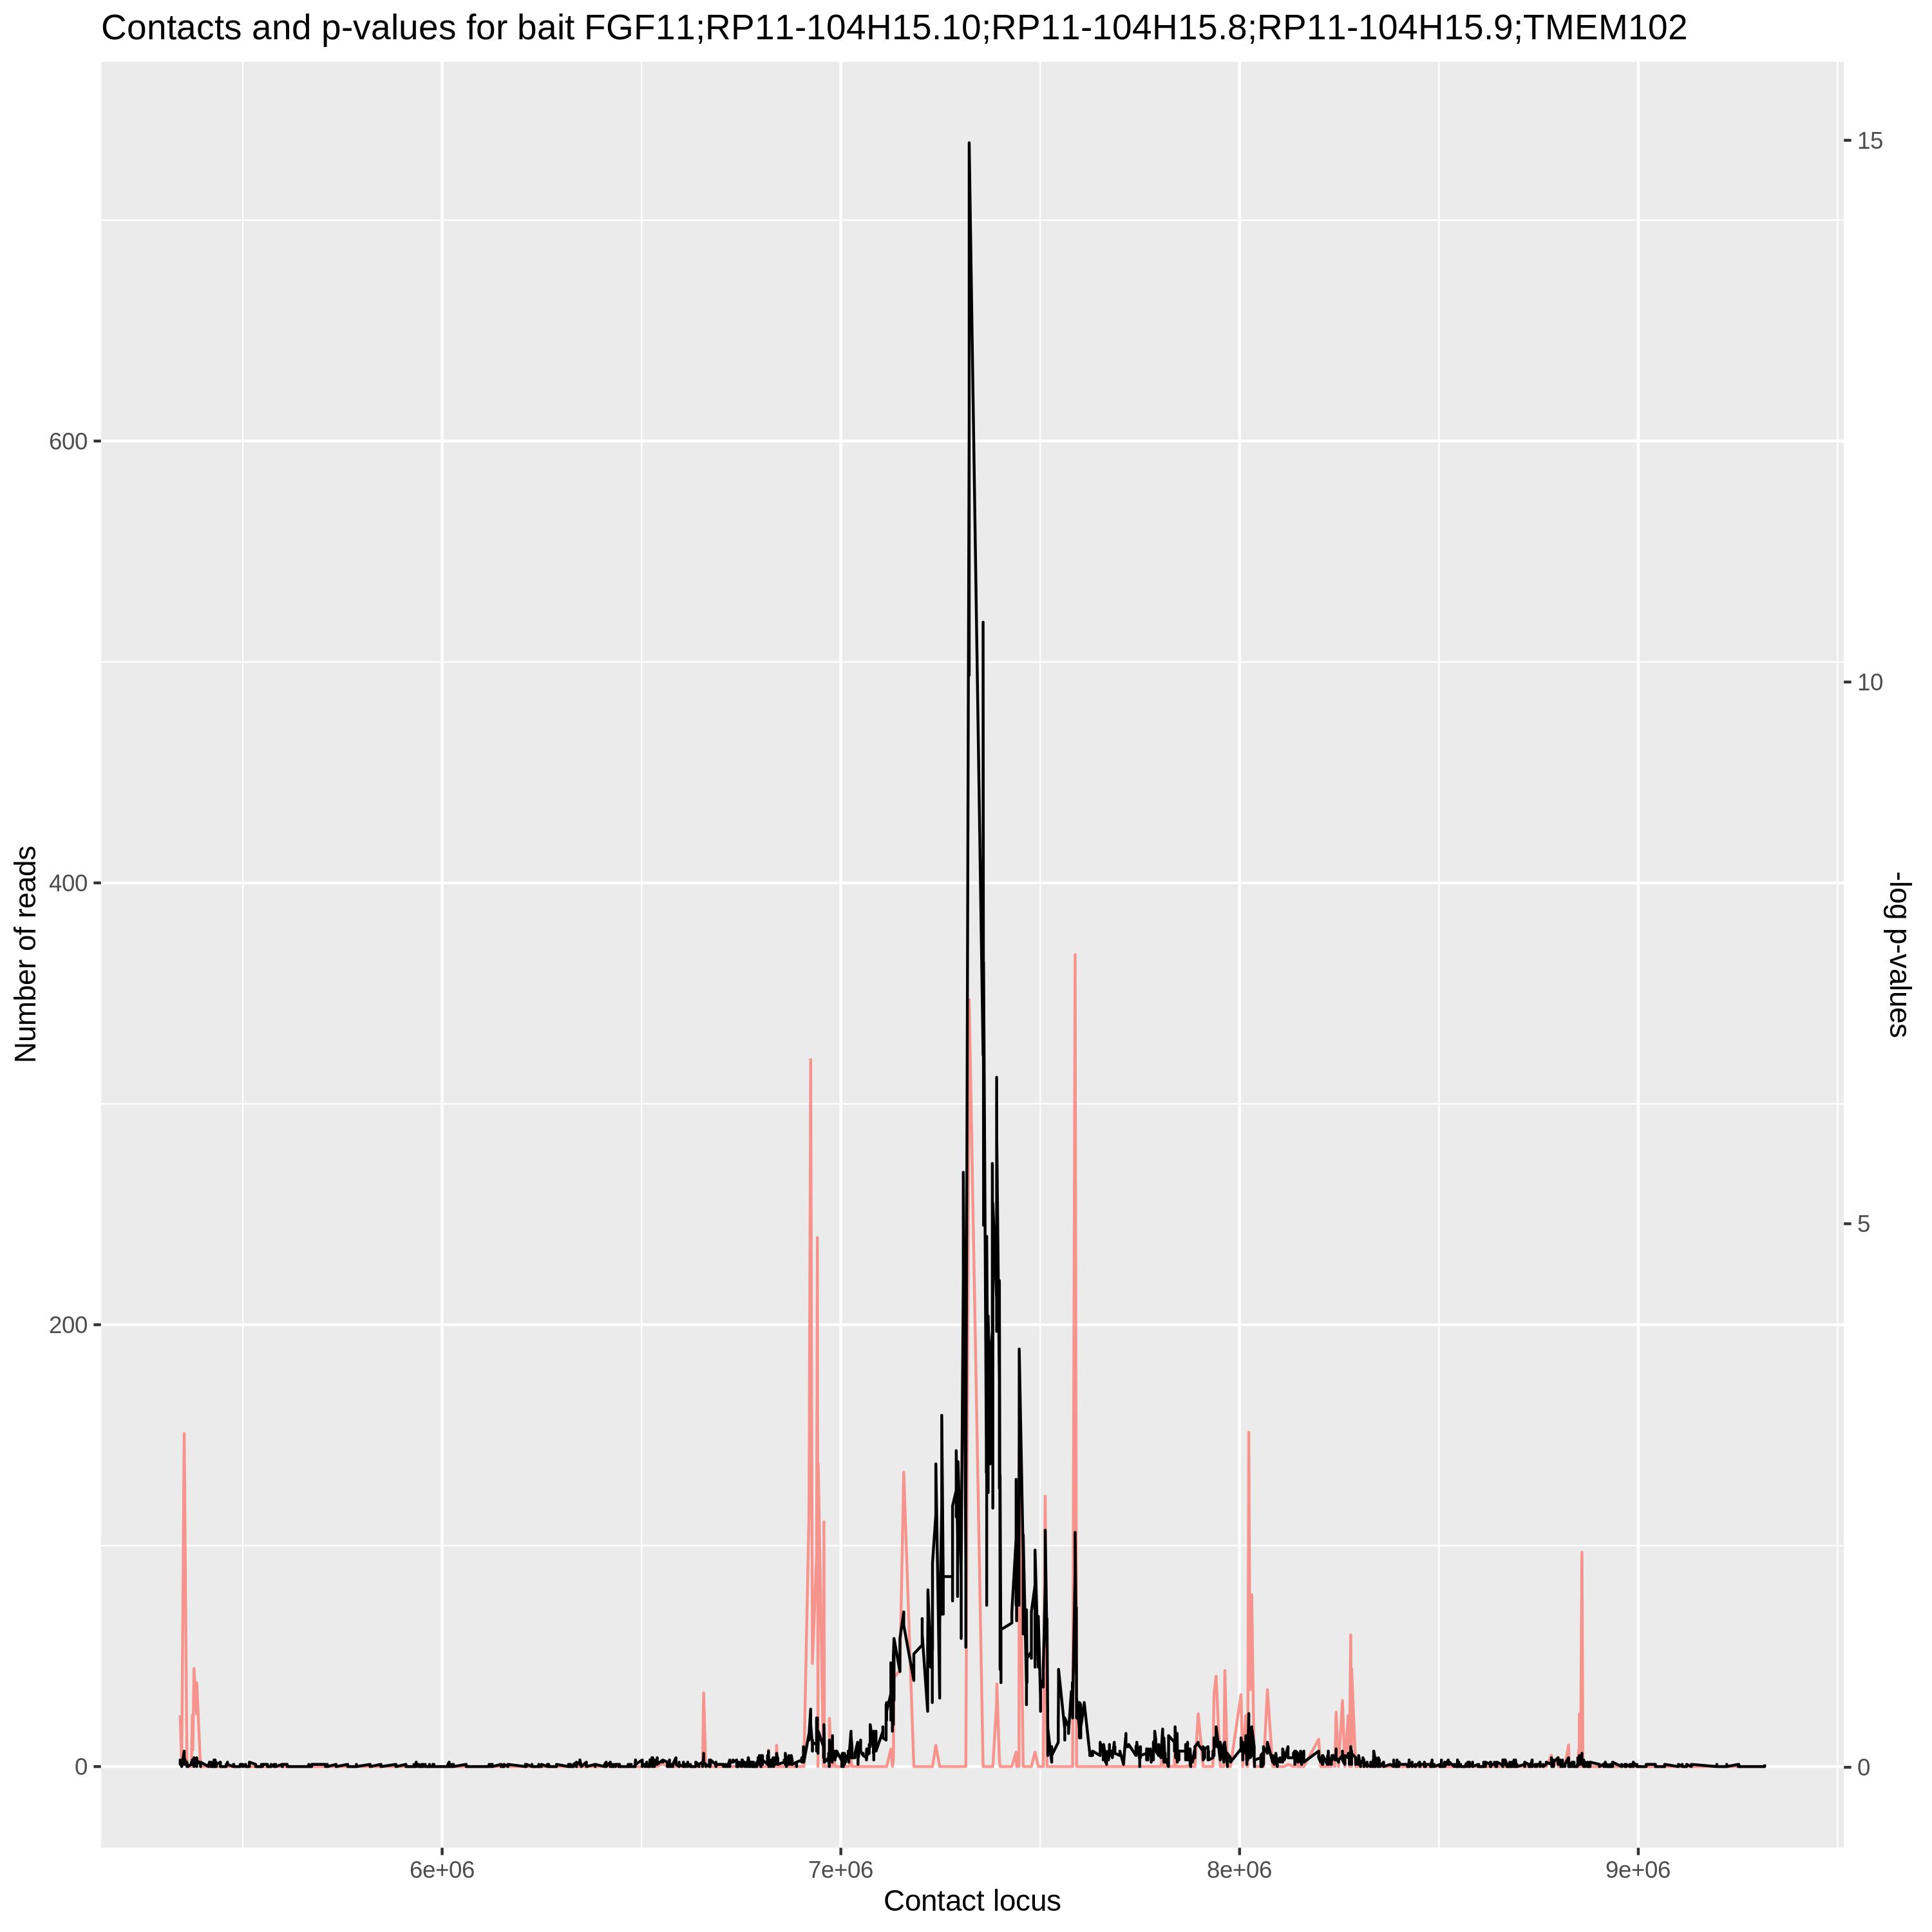 Contacts and p-values for bait FGF11;RP11-104H15.10;RP11-104H15.8;RP11-104H15.9;TMEM102
15
600
10
400
Number of reads
-log p-values
5
200
0
0
6e+06
7e+06
8e+06
9e+06
Contact locus